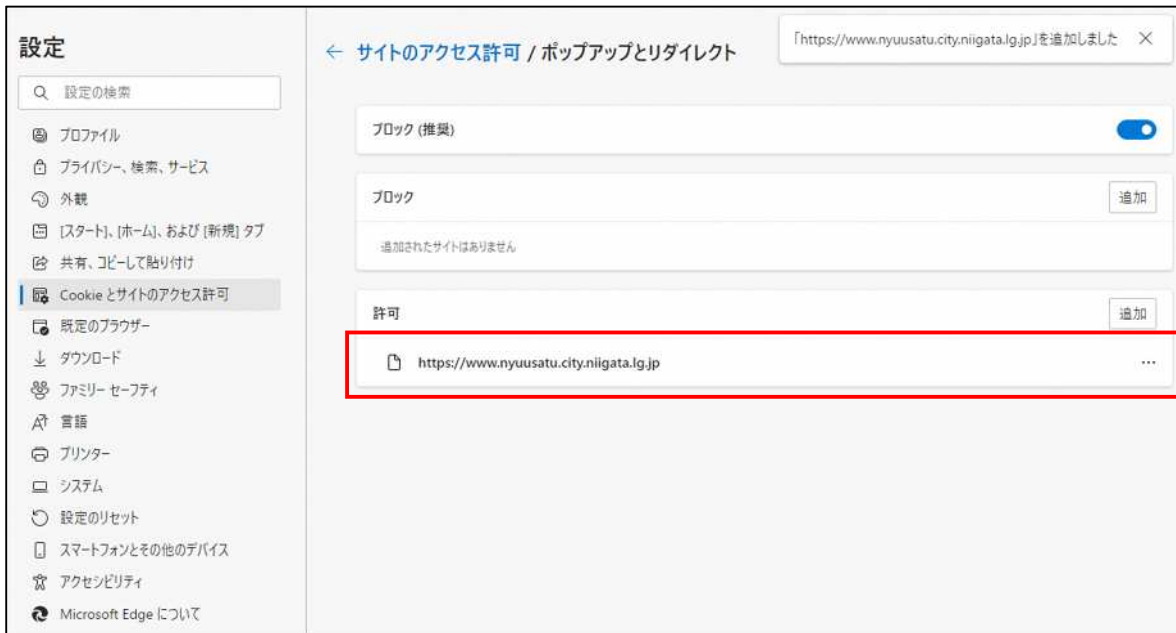 設定
設定の検索
プロファイル
プライバシー、検索、サービス
外観
[スタート]、[ホーム]、および [新規] タブ
共有、コピーして貼り付け
Cookie とサイトのアクセス許可
既定のブラウザー
ダウンロード
ファミリー セーフティ
言語
プリンター
システム
設定のリセット
スマートフォンとその他のデバイス
アクセシビリティ
Microsoft Edge について
← サイトのアクセス許可 / ポップアップとリダイレクト
「https://www.nyuusatu.city.niigata.lg.jp」を追加しました
ブロック (推奨)
ブロック 追加
追加されたサイトはありません
許可 追加
https://www.nyuusatu.city.niigata.lg.jp ...